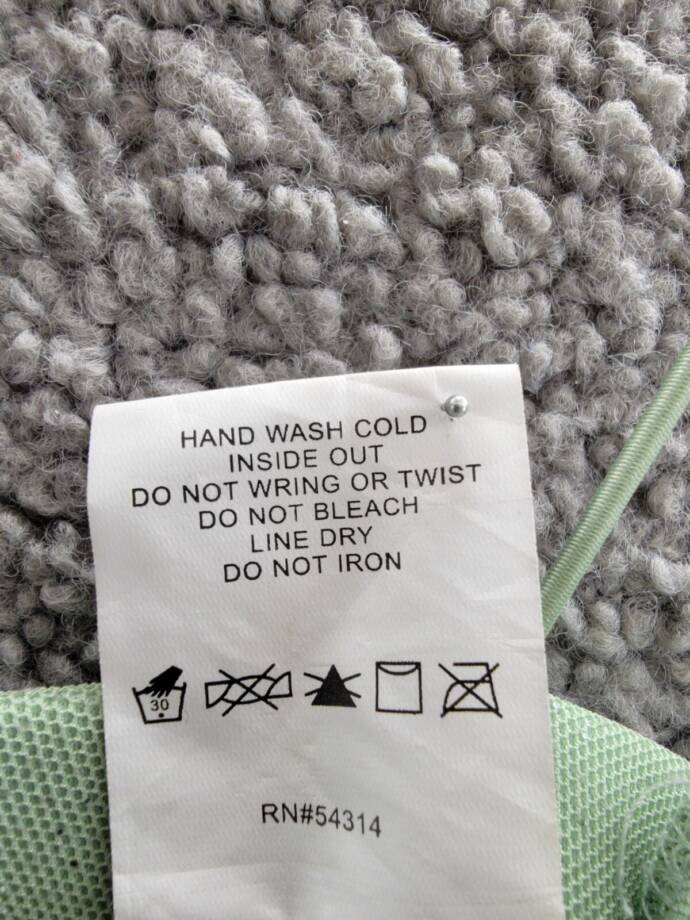 HAND WASH COLD
INSIDE OUT
DO NOT WRING OR TWIST
DO NOT BLEACH
LINE DRY
DO NOT IRON
30
RN#54314